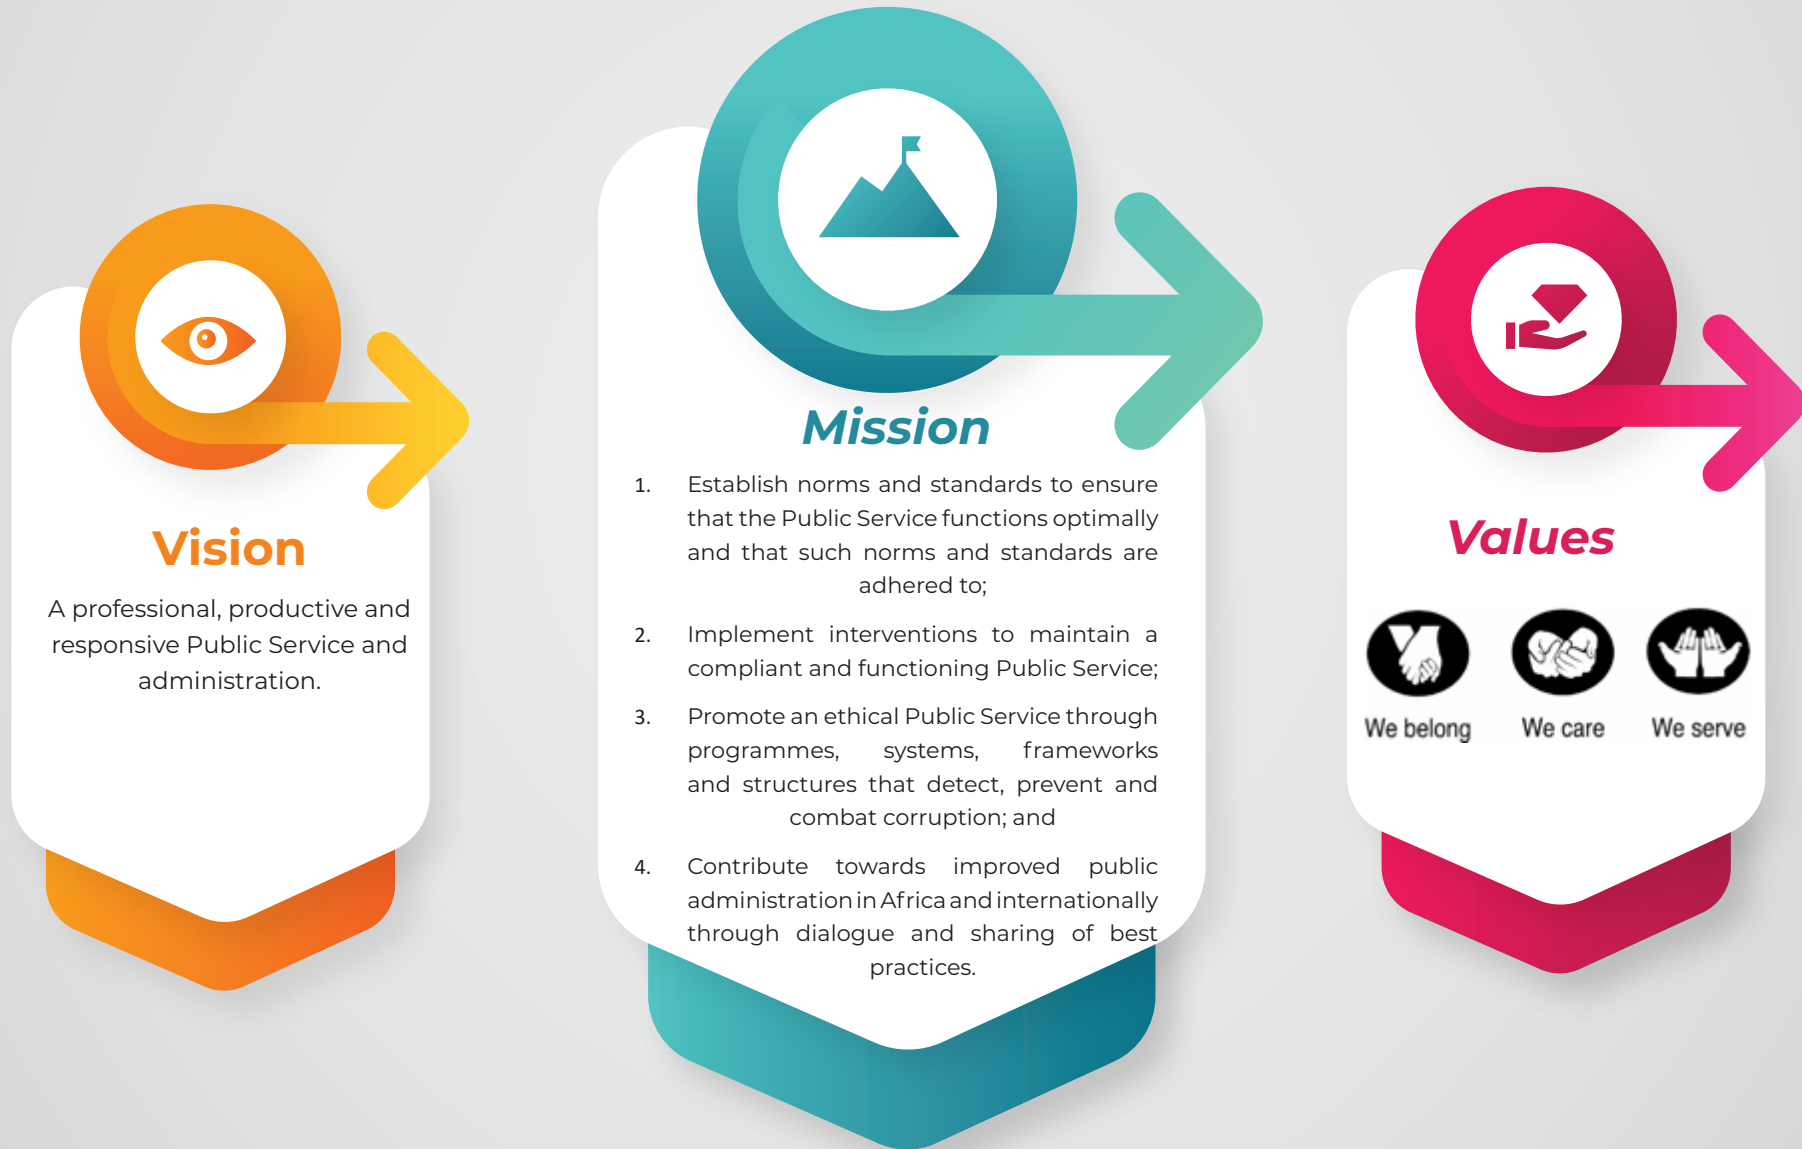 Vision
A professional, productive and
responsive Public Service and
administration.
Mission
1. Establish norms and standards to ensure
that the Public Service functions optimally
and that such norms and standards are
adhered to;
2. Implement interventions to maintain a
compliant and functioning Public Service;
3. Promote an ethical Public Service through
programmes, systems, frameworks
and structures that detect, prevent and
combat corruption; and
4. Contribute towards improved public
administration in Africa and internationally
through dialogue and sharing of best
practices.
Values
We belong We care We serve